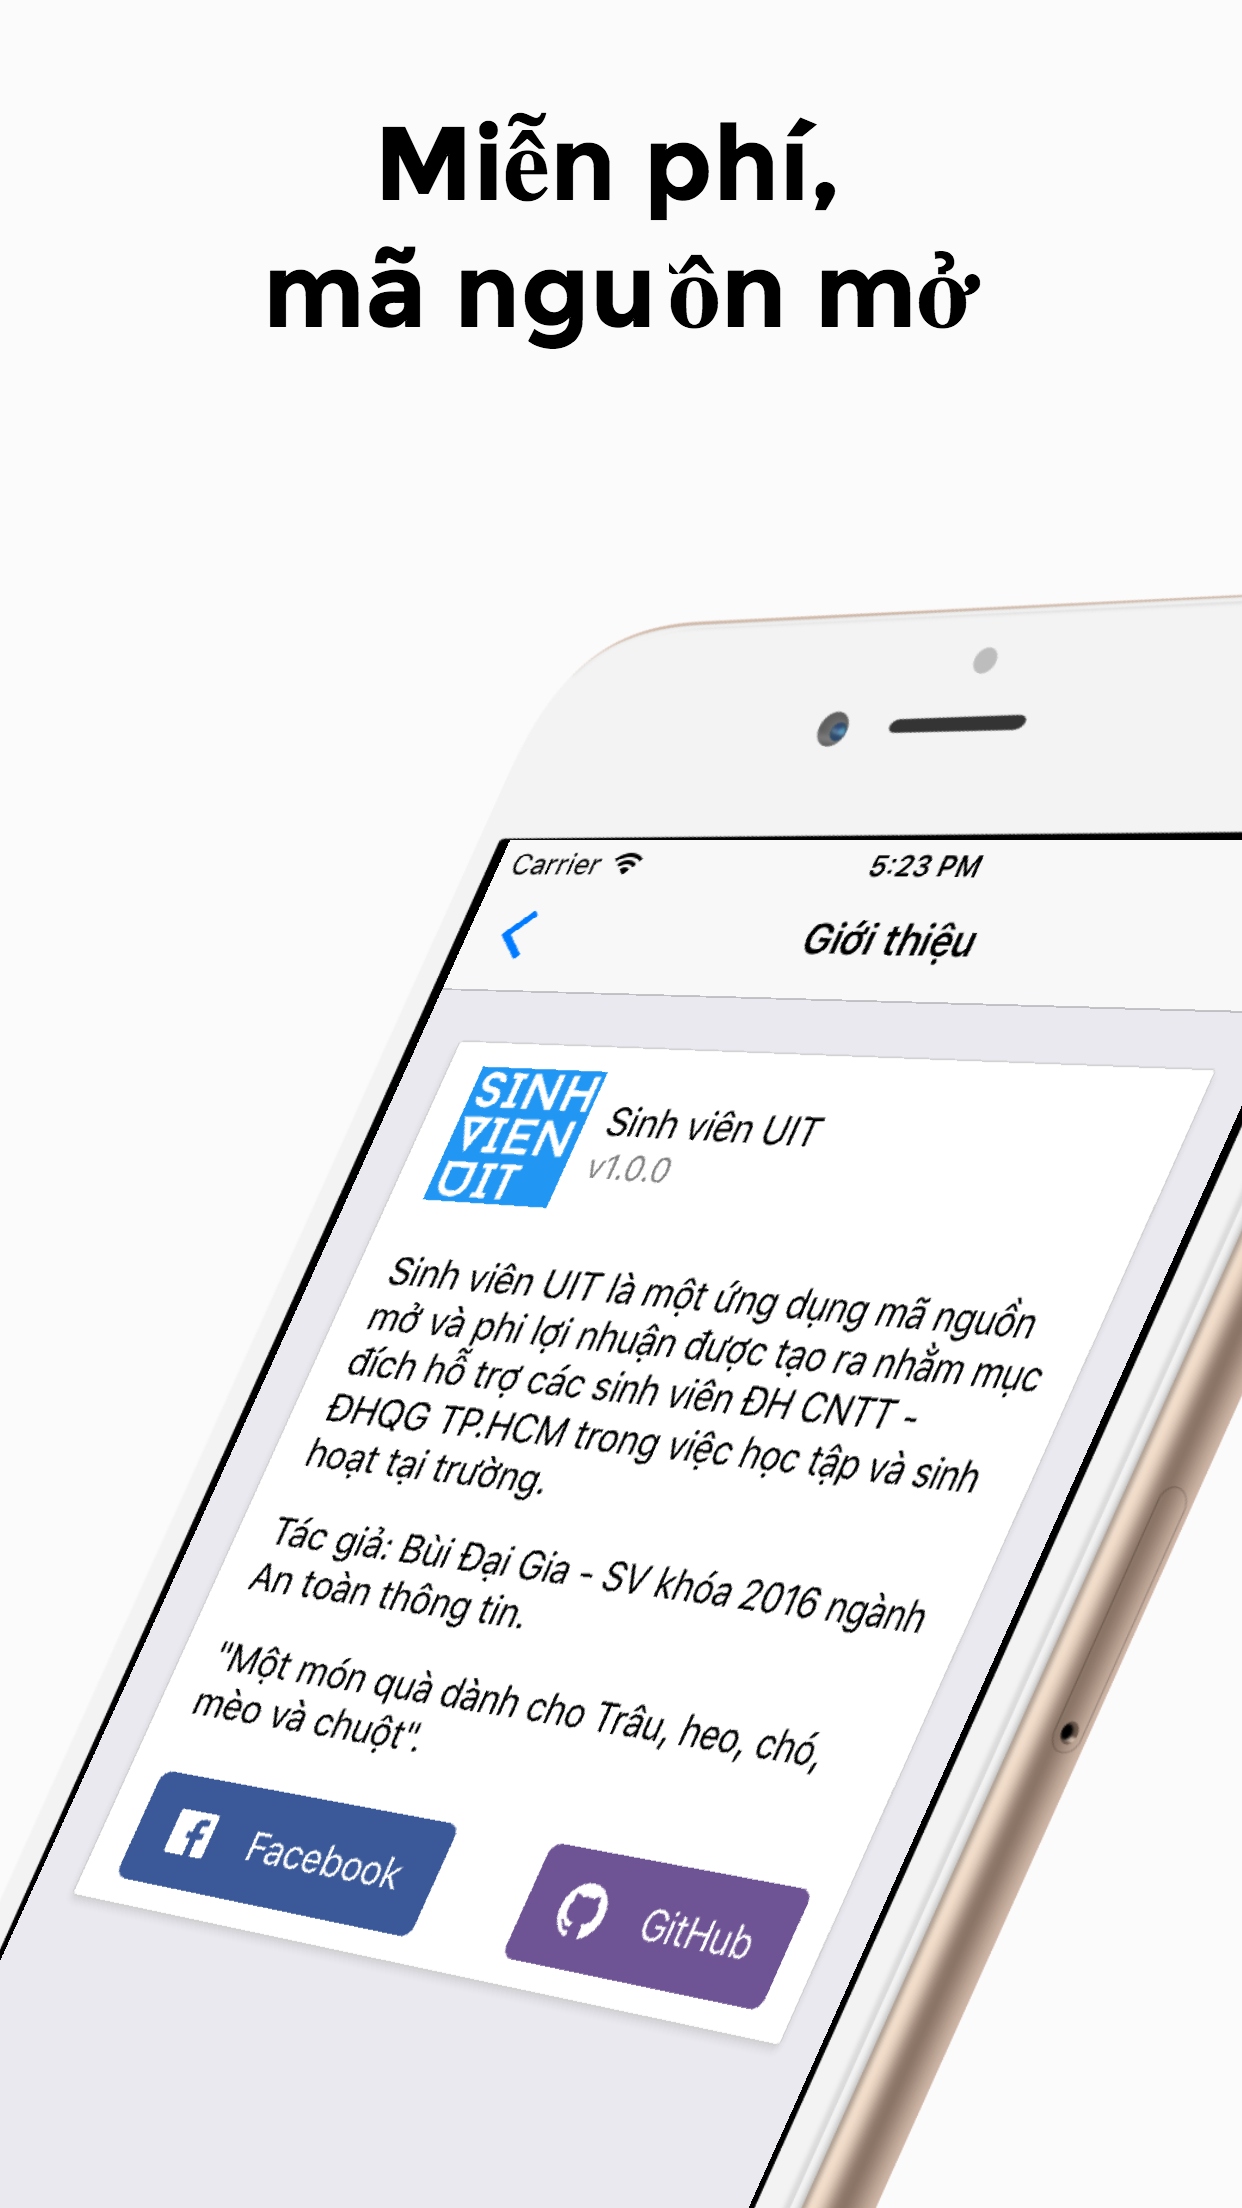 Miễn phí,
mã nguồn mở
Carrier
5:23 PM
Giới thiệu
SINH
VIEN
UIT
Sinh viên UIT
v1.0.0
Sinh viên UIT là một ứng dụng mã nguồn
mở và phi lợi nhuận được tạo ra nhằm mục
đích hỗ trợ các sinh viên ĐH CNTT -
ĐHQG TP.HCM trong việc học tập và sinh
hoạt tại trường.
Tác giả: Bùi Đại Gia - SV khóa 2016 ngành
An toàn thông tin.
"Một món quà dành cho Trâu, heo, chó,
mèo và chuột".
Facebook
GitHub